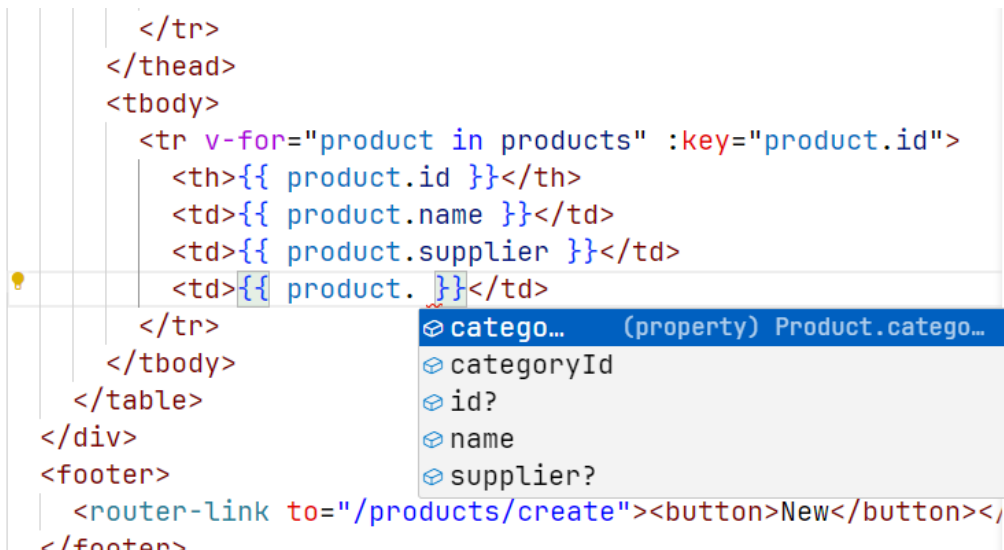 </tr>
</thead>
<tbody>
<tr v-for="product in products" :key="product.id">
<th>{{ product.id }}</th>
<td>{{ product.name }}</td>
<td>{{ product.supplier }}</td>
<td>{{ product. }}</td>
</tr>
catego… (property) Product.catego…
</tbody>
categoryId
</table>
id?
</div>
name
<footer>
supplier?
<router-link to="/products/create"><button>New</button></
</footer>